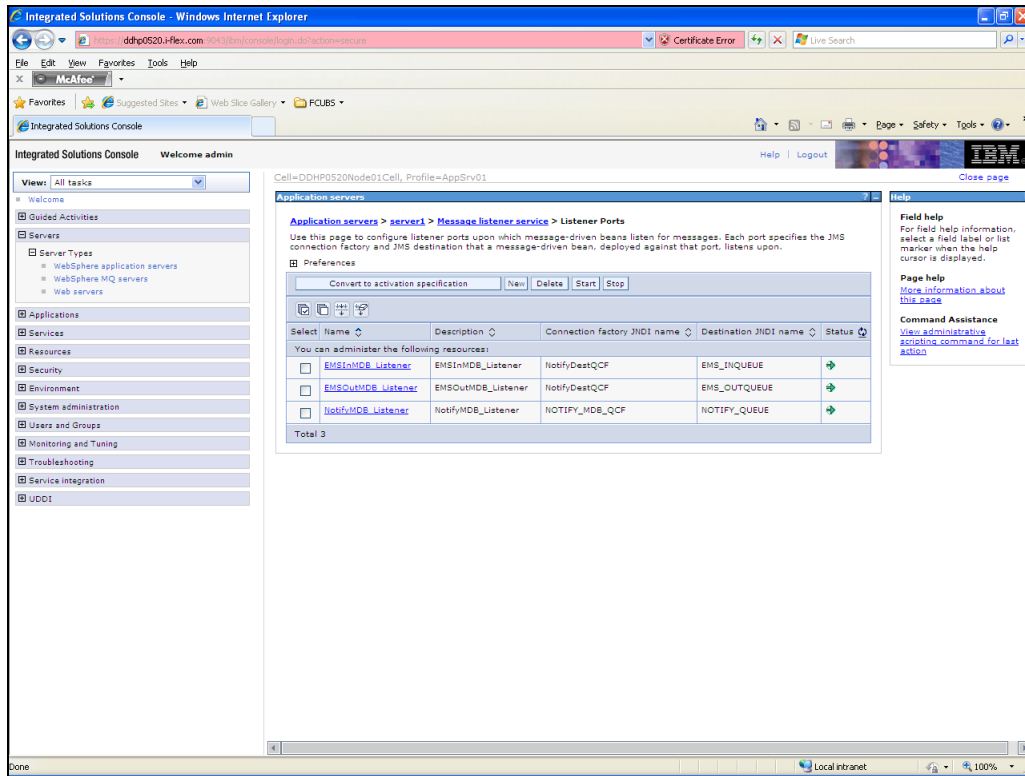 Integrated Solutions Console - Windows Internet Explorer
https://ddhp0520.i-flex.com:9043/ibm/console/login.do?action=secure
Certificate Error
Live Search
File Edit View Favorites Tools Help
McAfee
Favorites
Suggested Sites
Web Slice Gallery
FCUBS
Integrated Solutions Console
Page Safety Tools
Integrated Solutions Console Welcome admin
Help Logout
IBM.
View: All tasks
Welcome
Guided Activities
Servers
Server Types
WebSphere application servers
WebSphere MQ servers
Web servers
Applications
Services
Resources
Security
Environment
System administration
Users and Groups
Monitoring and Tuning
Troubleshooting
Service integration
UDDI
Cell=DDHP0520Node01Cell, Profile=AppSrv01
Close page
Application servers
Application servers > server1 > Message listener service > Listener Ports
Use this page to configure listener ports upon which message-driven beans listen for messages. Each port specifies the JMS
connection factory and JMS destination that a message-driven bean, deployed against that port, listens upon.
Preferences
Convert to activation specification New Delete Start Stop
Select Name Description Connection factory JNDI name Destination JNDI name Status
You can administer the following resources:
EMSInMDB_Listener EMSInMDB_Listener NotifyDestQCF EMS_INQUEUE
EMSOutMDB_Listener EMSOutMDB_Listener NotifyDestQCF EMS_OUTQUEUE
NotifyMDB_Listener NotifyMDB_Listener NOTIFY_MDB_QCF NOTIFY_QUEUE
Total 3
Help
Field help
For field help information,
select a field label or list
marker when the help
cursor is displayed.
Page help
More information about
this page
Command Assistance
View administrative
scripting command for last
action
Done
Local intranet
100%